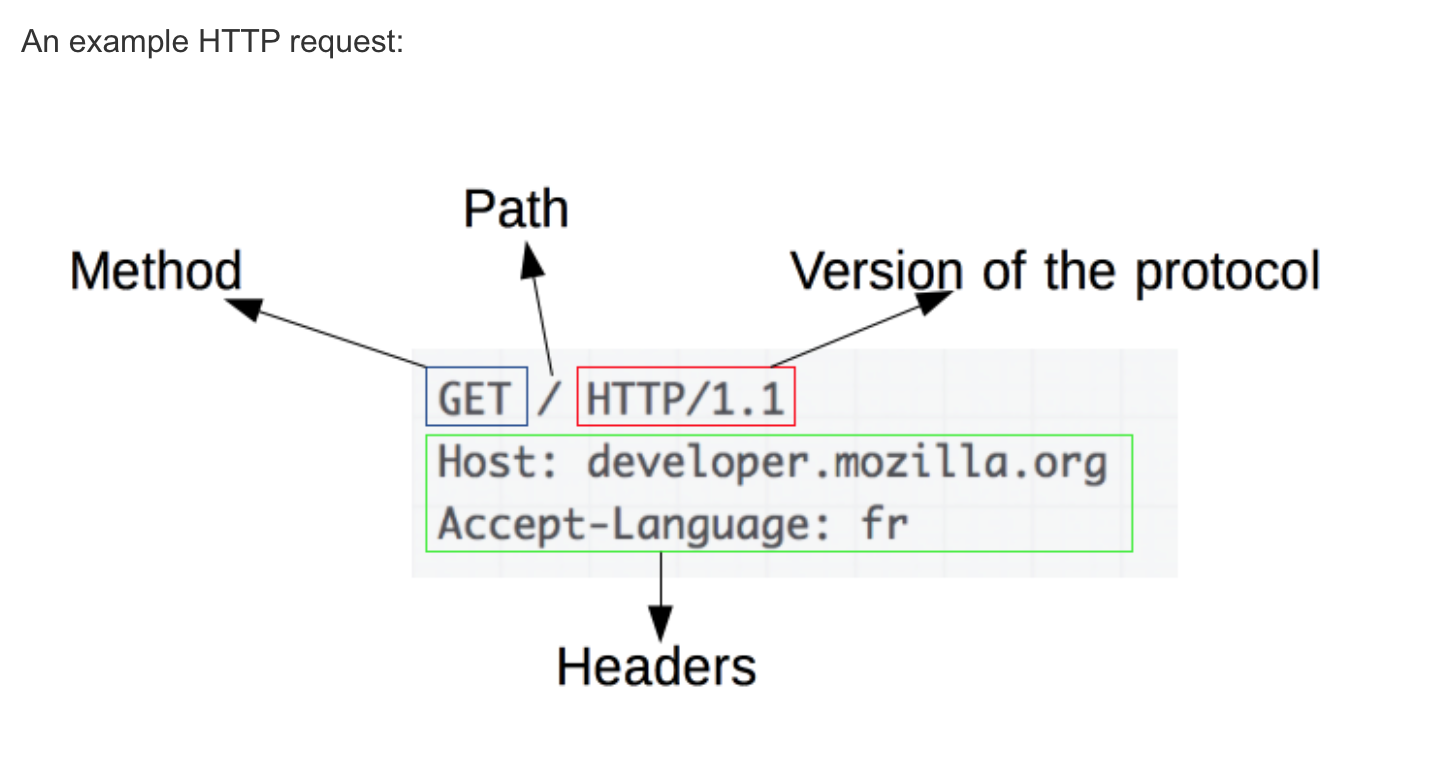 An example HTTP request:
Path
Method
Version of the protocol
GET / HTTP/1.1
Host: developer.mozilla.org
Accept-Language: fr
Headers